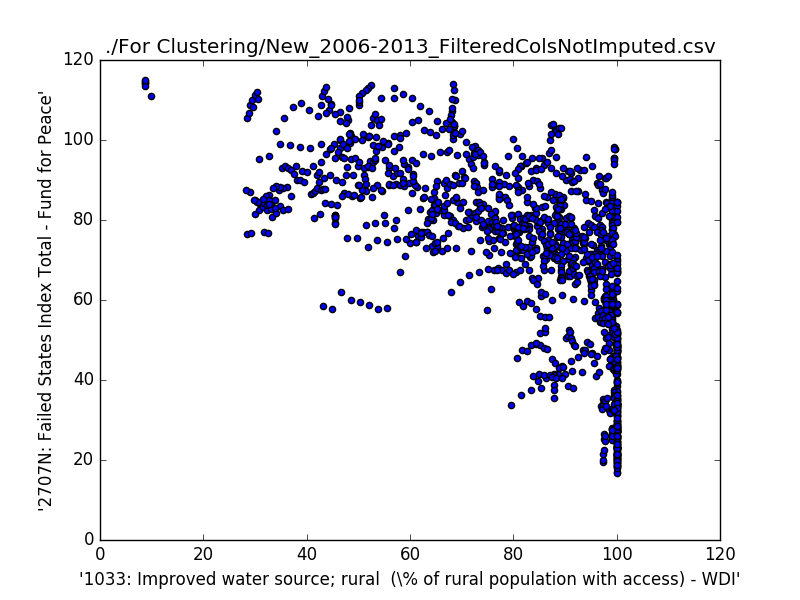 ./For Clustering/New_2006-2013_FilteredColsNotImputed.csv
120
100
80
60
40
20
0
'2707N: Failed States Index Total - Fund for Peace'
0 20 40 60 80 100 120
'1033: Improved water source; rural  (\% of rural population with access) - WDI'